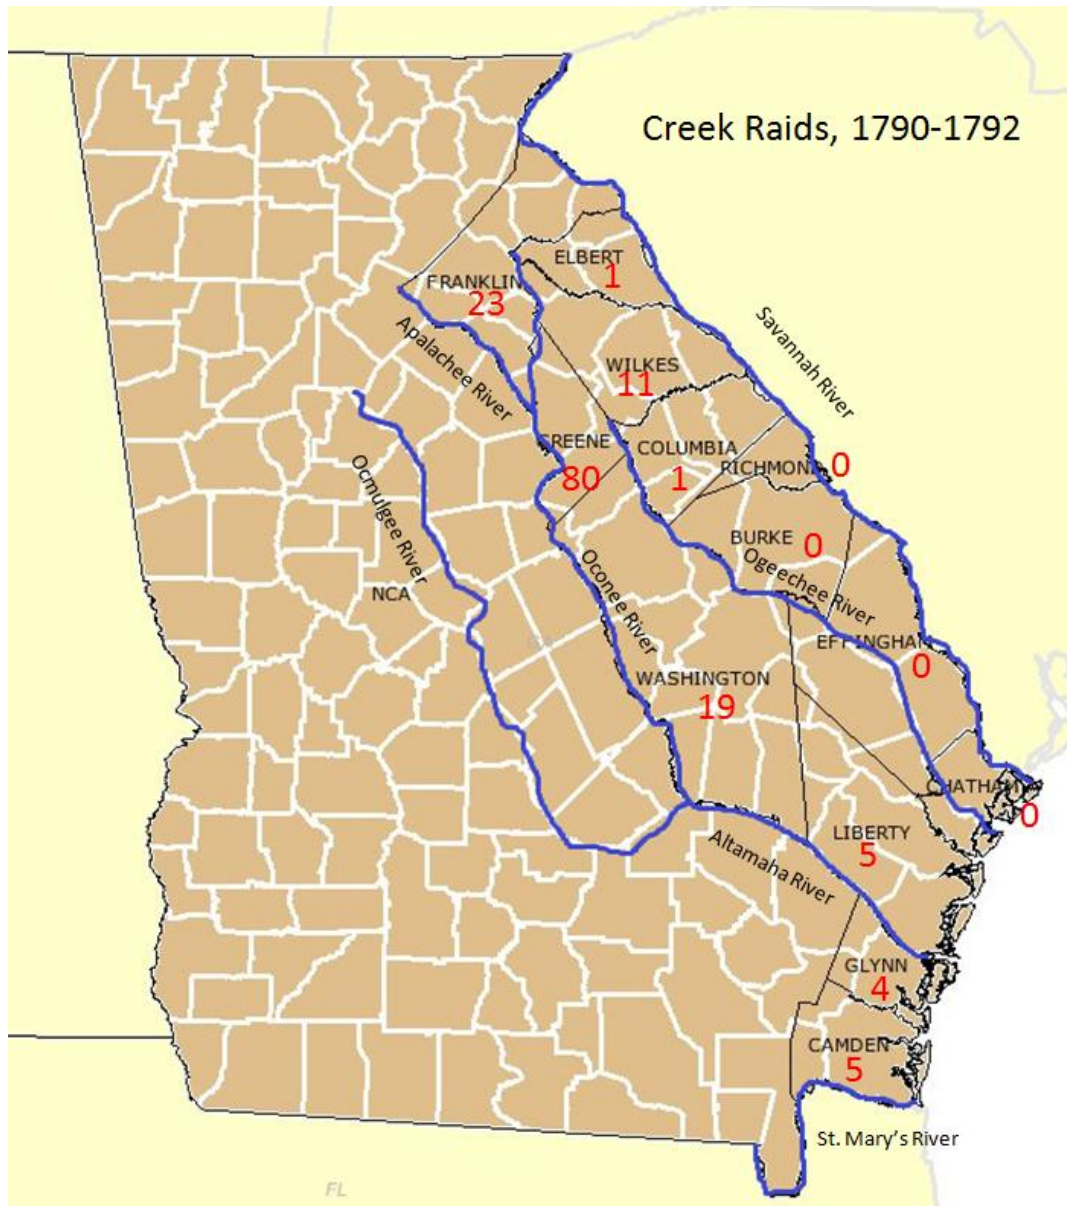 Creek Raids, 1790-1792
ELBERT
1
FRANKLIN
23
Savannah River
Apalachee River
WILKES
11
GREENE
80
COLUMBIA
1
RICHMOND
0
Ocmulgee River
BURKE
0
Oconee River
Ogeechee River
NCA
GA
EFFINGHAM
0
WASHINGTON
19
CHATHAM
0
LIBERTY
5
Altamaha River
GLYNN
4
CAMDEN
5
St. Mary's River
FL